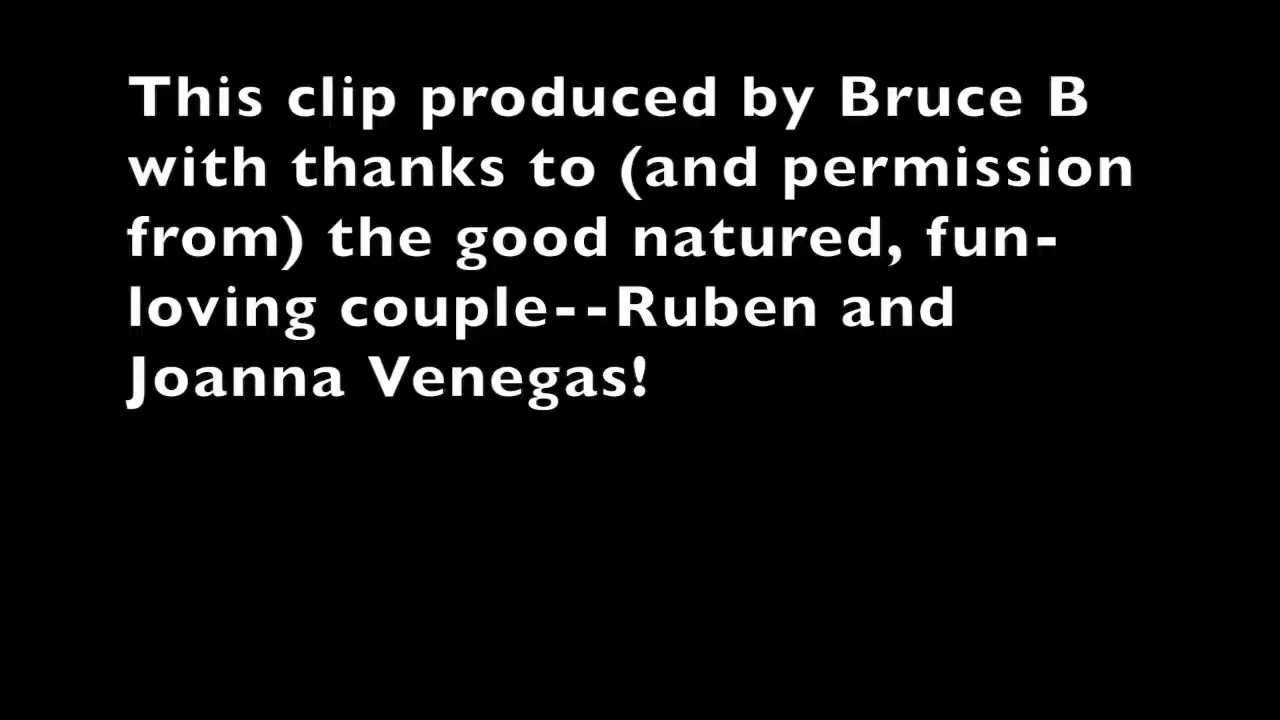 This clip produced by Bruce B
with thanks to (and permission
from) the good natured, fun-
loving couple--Ruben and
Joanna Venegas!